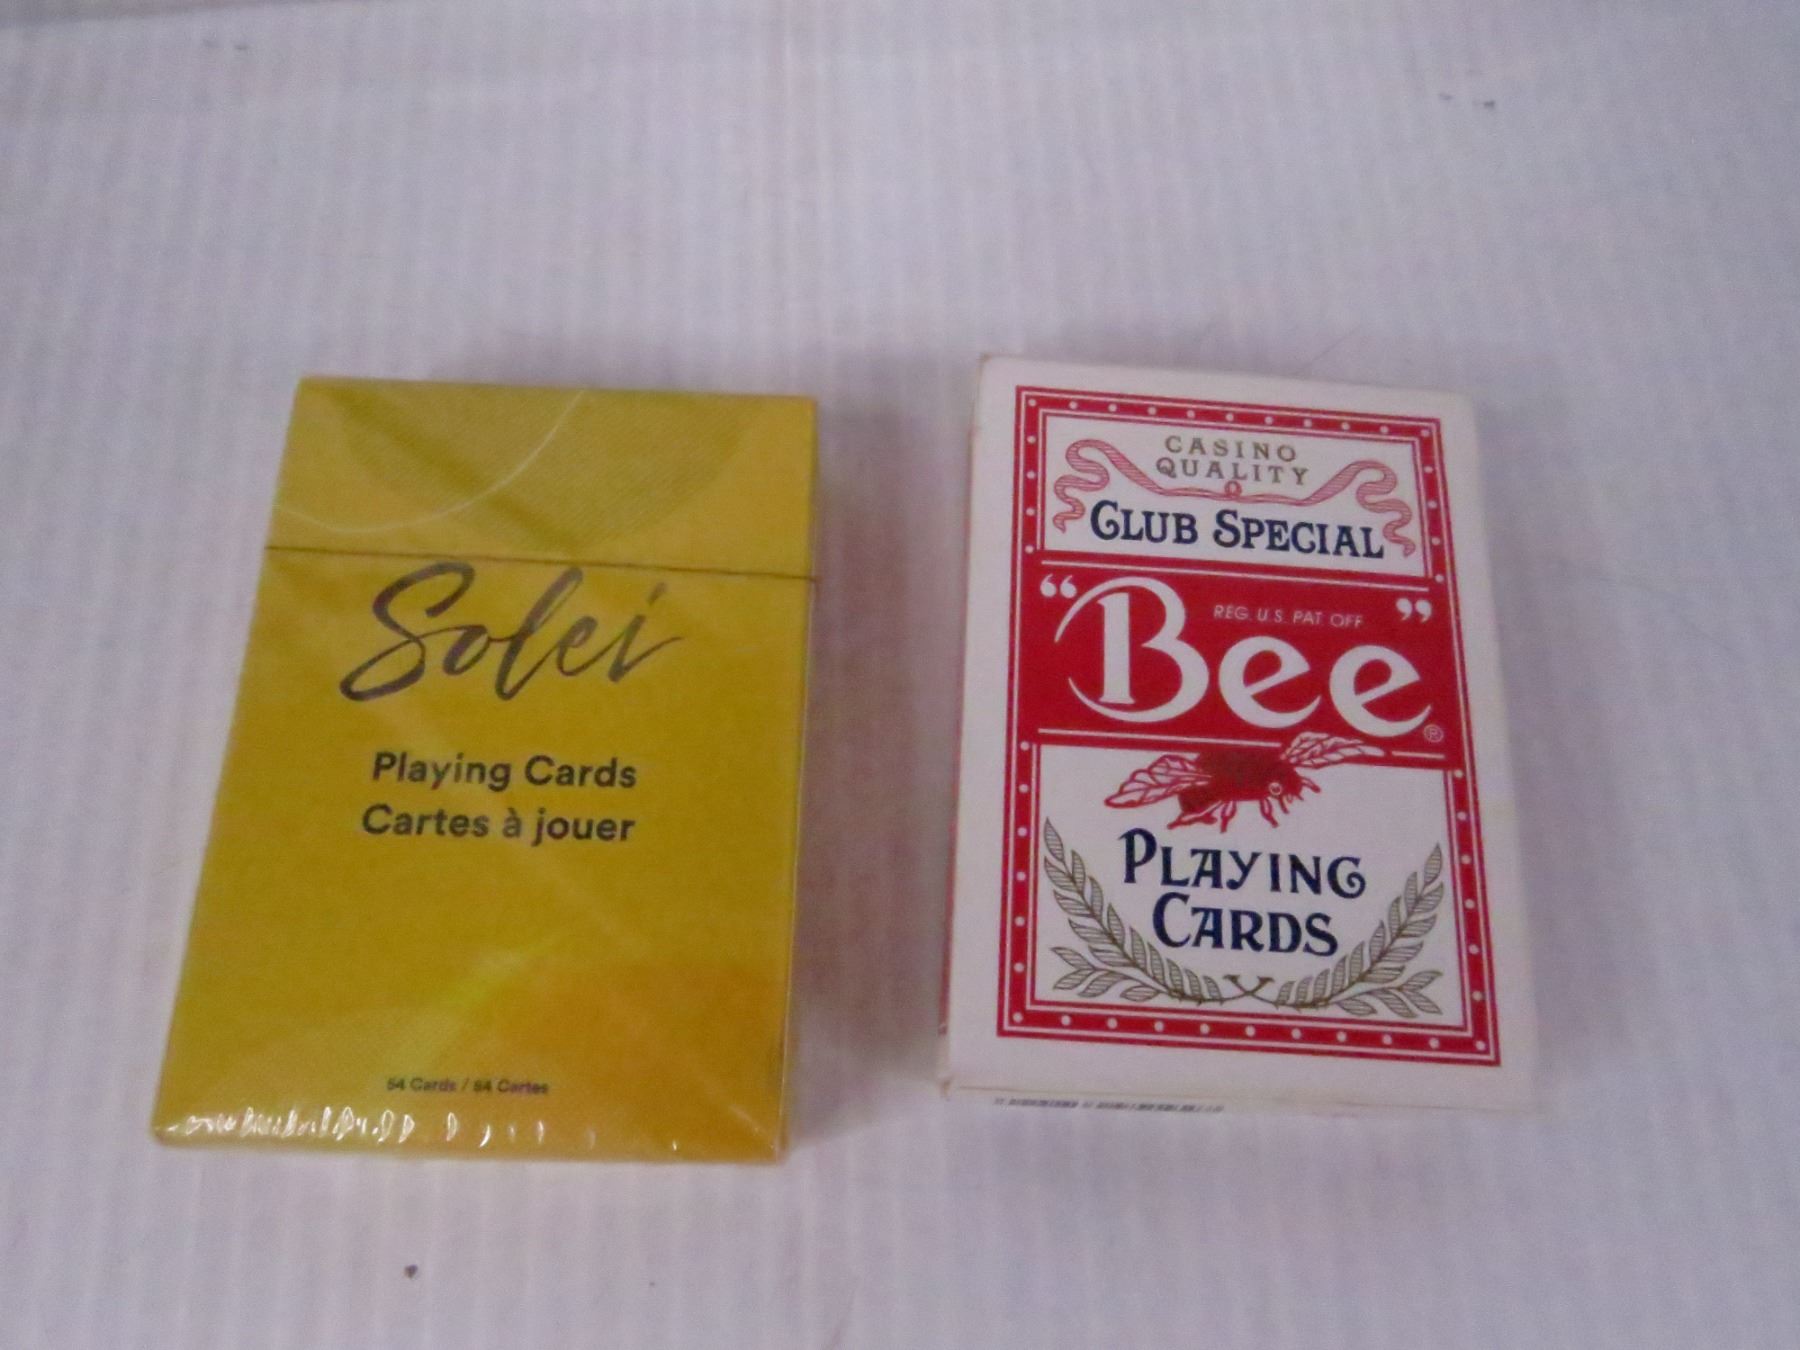 Solei
Playing Cards
Cartes à jouer
54 Cards / 54 Cartes
CASINO
QUALITY
CLUB SPECIAL
"Bee"
REG. U.S. PAT. OFF.
®
PLAYING
CARDS